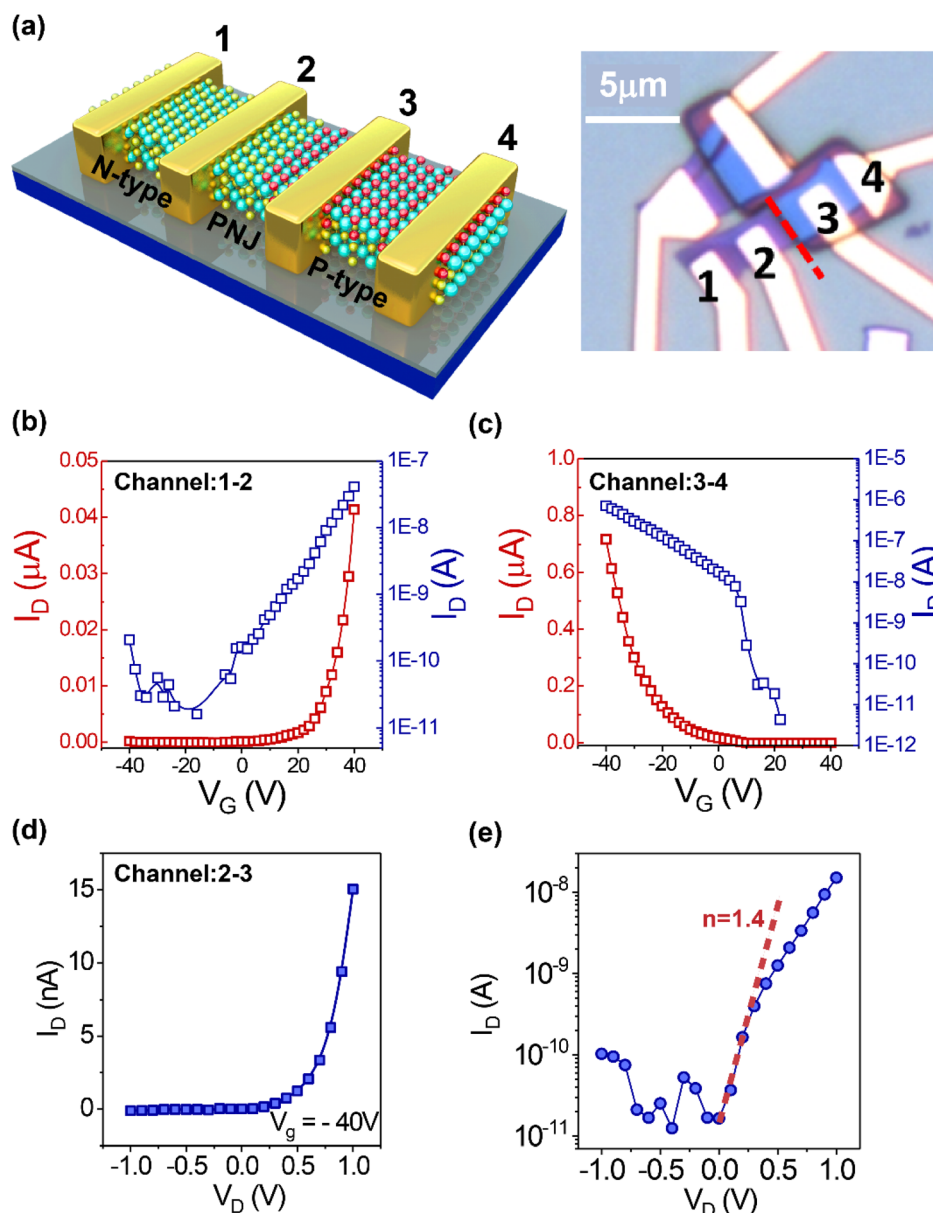 (a)
1
2
3
4
N-type
PNJ
P-type
5μm
1
2
3
4
(b)
Channel:1-2
0.05
0.04
0.03
0.02
0.01
0.00
I_D (μA)
1E-7
1E-8
1E-9
1E-10
1E-11
I_D (A)
-40 -20 0 20 40
V_G (V)
(c)
Channel:3-4
1.0
0.8
0.6
0.4
0.2
0.0
I_D (μA)
1E-5
1E-6
1E-7
1E-8
1E-9
1E-10
1E-11
1E-12
I_D (A)
-40 -20 0 20 40
V_G (V)
(d)
Channel:2-3
15
10
5
0
I_D (nA)
V_g = - 40V
-1.0 -0.5 0.0 0.5 1.0
V_D (V)
(e)
n=1.4
10^-8
10^-9
10^-10
10^-11
I_D (A)
-1.0 -0.5 0.0 0.5 1.0
V_D (V)